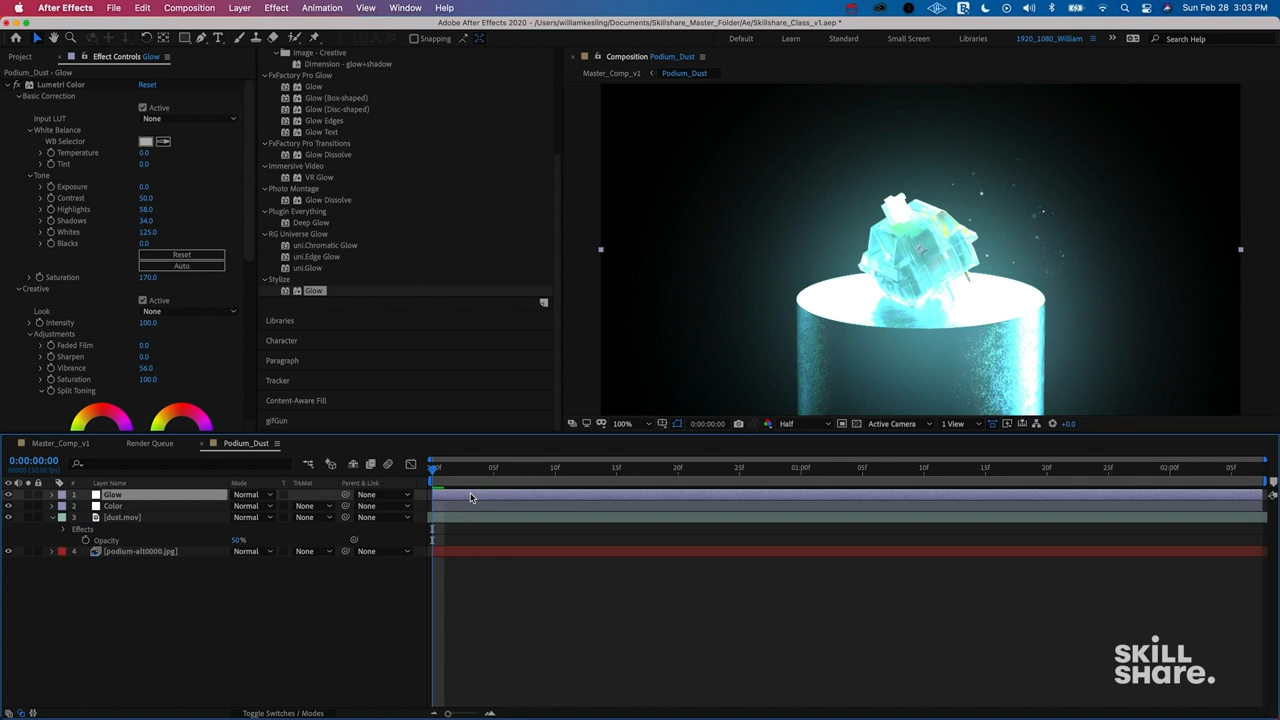 After Effects File Edit Composition Layer Effect Animation View Window Help Sun Feb 28 3:03 PM
Adobe After Effects 2020 - /Users/williamkesling/Documents/Skillshare_Master_Folder/Ae/Skillshare_Class_v1.aep *
Snapping Default Learn Standard Small Screen Libraries 1920_1080_William Search Help
Project Effect Controls Glow
Podium_Dust • Glow
fx Lumetri Color Reset
Basic Correction
Active
Input LUT None
White Balance
WB Selector
Temperature 0.0
Tint 0.0
Tone
Exposure 0.0
Contrast 50.0
Highlights 58.0
Shadows 34.0
Whites 125.0
Blacks 0.0
Reset
Auto
Saturation 170.0
Creative
Active
Look None
Intensity 100.0
Adjustments
Faded Film 0.0
Sharpen 0.0
Vibrance 56.0
Saturation 100.0
Split Toning
Image - Creative
Dimension - glow+shadow
FxFactory Pro Glow
Glow
Glow (Box-shaped)
Glow (Disc-shaped)
Glow Edges
Glow Text
FxFactory Pro Transitions
Glow Dissolve
Immersive Video
VR Glow
Photo Montage
Glow Dissolve
Plugin Everything
Deep Glow
RG Universe Glow
uni.Chromatic Glow
uni.Edge Glow
uni.Glow
Stylize
Glow
Libraries
Character
Paragraph
Tracker
Content-Aware Fill
gifGun
Composition Podium_Dust
Master_Comp_v1 Podium_Dust
100% 0:00:00:00 Half Active Camera 1 View +0.0
Master_Comp_v1 Render Queue Podium_Dust
0:00:00:00
00000 (30.00 fps)
:00f 05f 10f 15f 20f 25f 01:00f 05f 10f 15f 20f 25f 02:00f 05f
# Layer Name Mode T TrkMat Parent & Link
1 Glow Normal None
2 Color Normal None None
3 [dust.mov] Normal None None
Effects
Opacity 50%
4 [podium-alt0000.jpg] Normal None None
SKILL
SHARE.
Toggle Switches / Modes